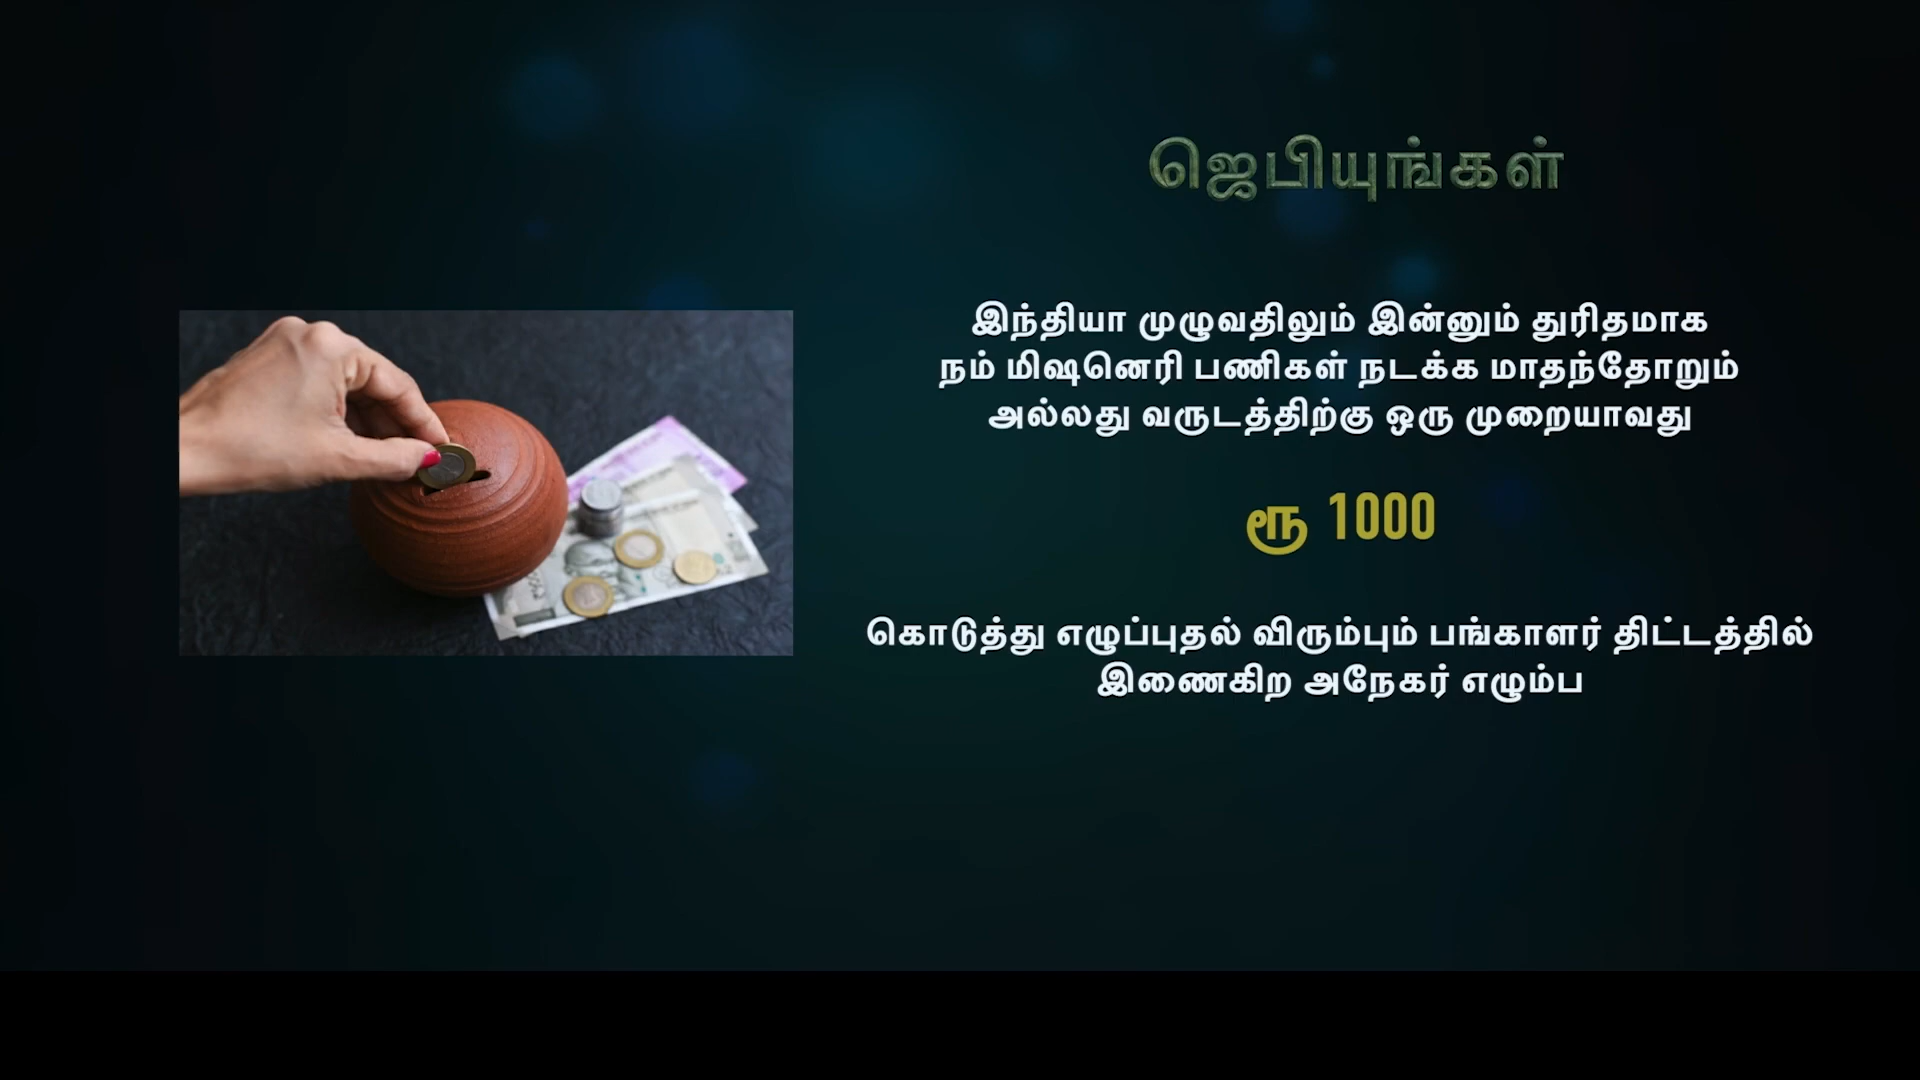 ஜெபியுங்கள்
இந்தியா முழுவதிலும் இன்னும் துரிதமாக
நம் மிஷனெரி பணிகள் நடக்க மாதந்தோறும்
அல்லது வருடத்திற்கு ஒரு முறையாவது
ரூ 1000
கொடுத்து எழுப்புதல் விரும்பும் பங்காளர் திட்டத்தில்
இணைகிற அநேகர் எழும்ப